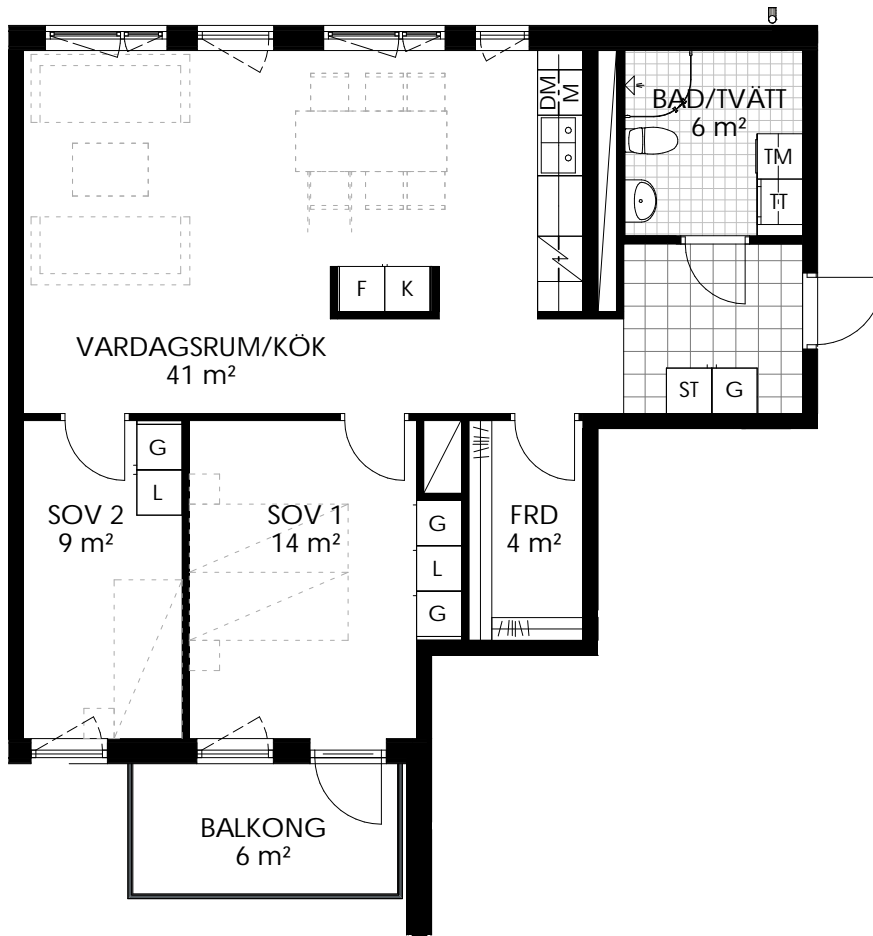 DM
M
BAD/TVÄTT
6 m²
TM
TT
F
K
VARDAGSRUM/KÖK
41 m²
ST
G
G
L
SOV 2
9 m²
SOV 1
14 m²
G
L
G
FRD
4 m²
BALKONG
6 m²